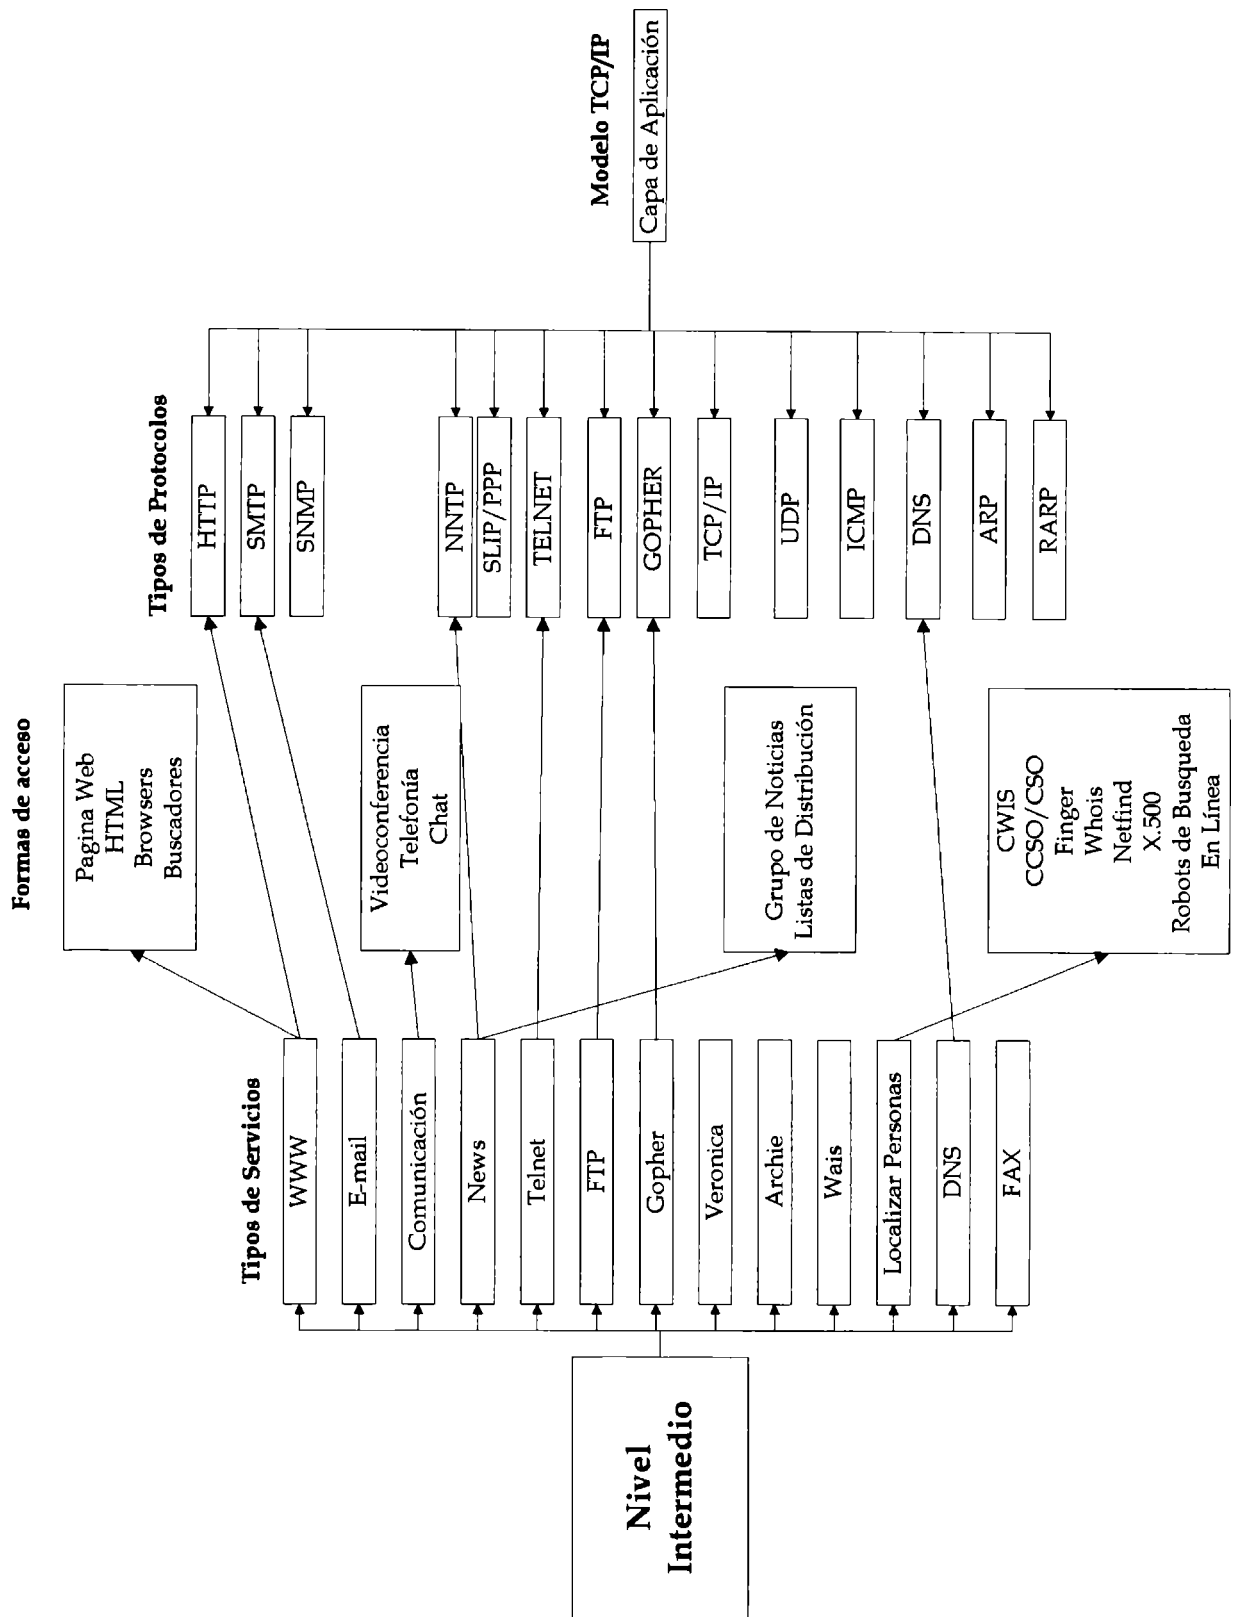 Nivel
Intermedio
Tipos de Servicios
WWW
E-mail
Comunicación
News
Telnet
FTP
Gopher
Veronica
Archie
Wais
Localizar Personas
DNS
FAX
Formas de acceso
Pagina Web
HTML
Browsers
Buscadores
Videoconferencia
Telefonía
Chat
Grupo de Noticias
Listas de Distribución
CWIS
CCSO/CSO
Finger
Whois
Netfind
X.500
Robots de Busqueda
En Línea
Tipos de Protocolos
HTTP
SMTP
SNMP
NNTP
SLIP/PPP
TELNET
FTP
GOPHER
TCP/IP
UDP
ICMP
DNS
ARP
RARP
Modelo TCP/IP
Capa de Aplicación